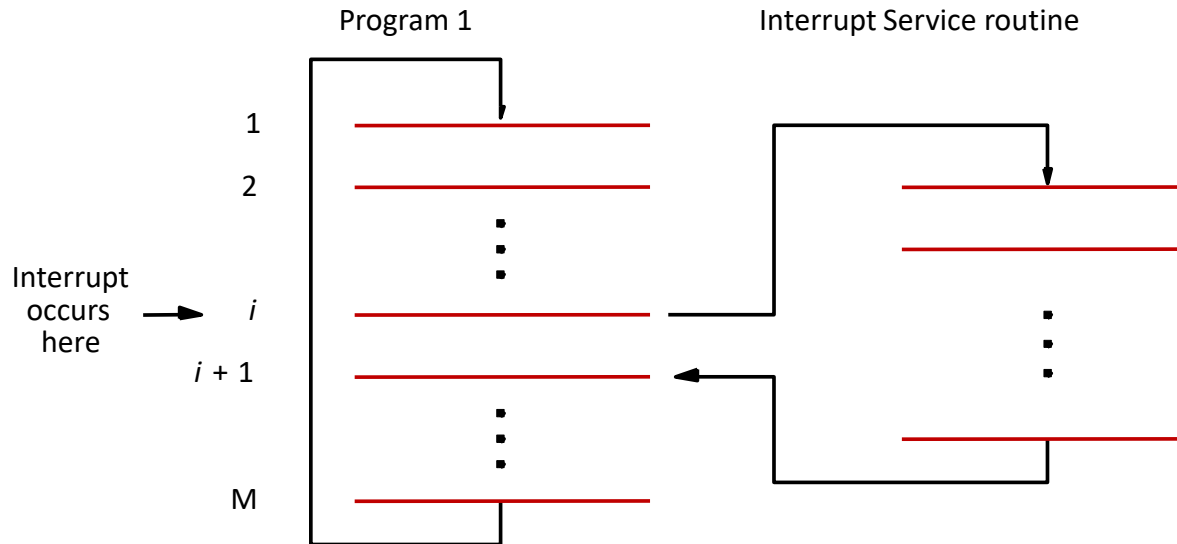 Program 1
Interrupt Service routine
1
2
Interrupt
occurs
here
i
i + 1
M